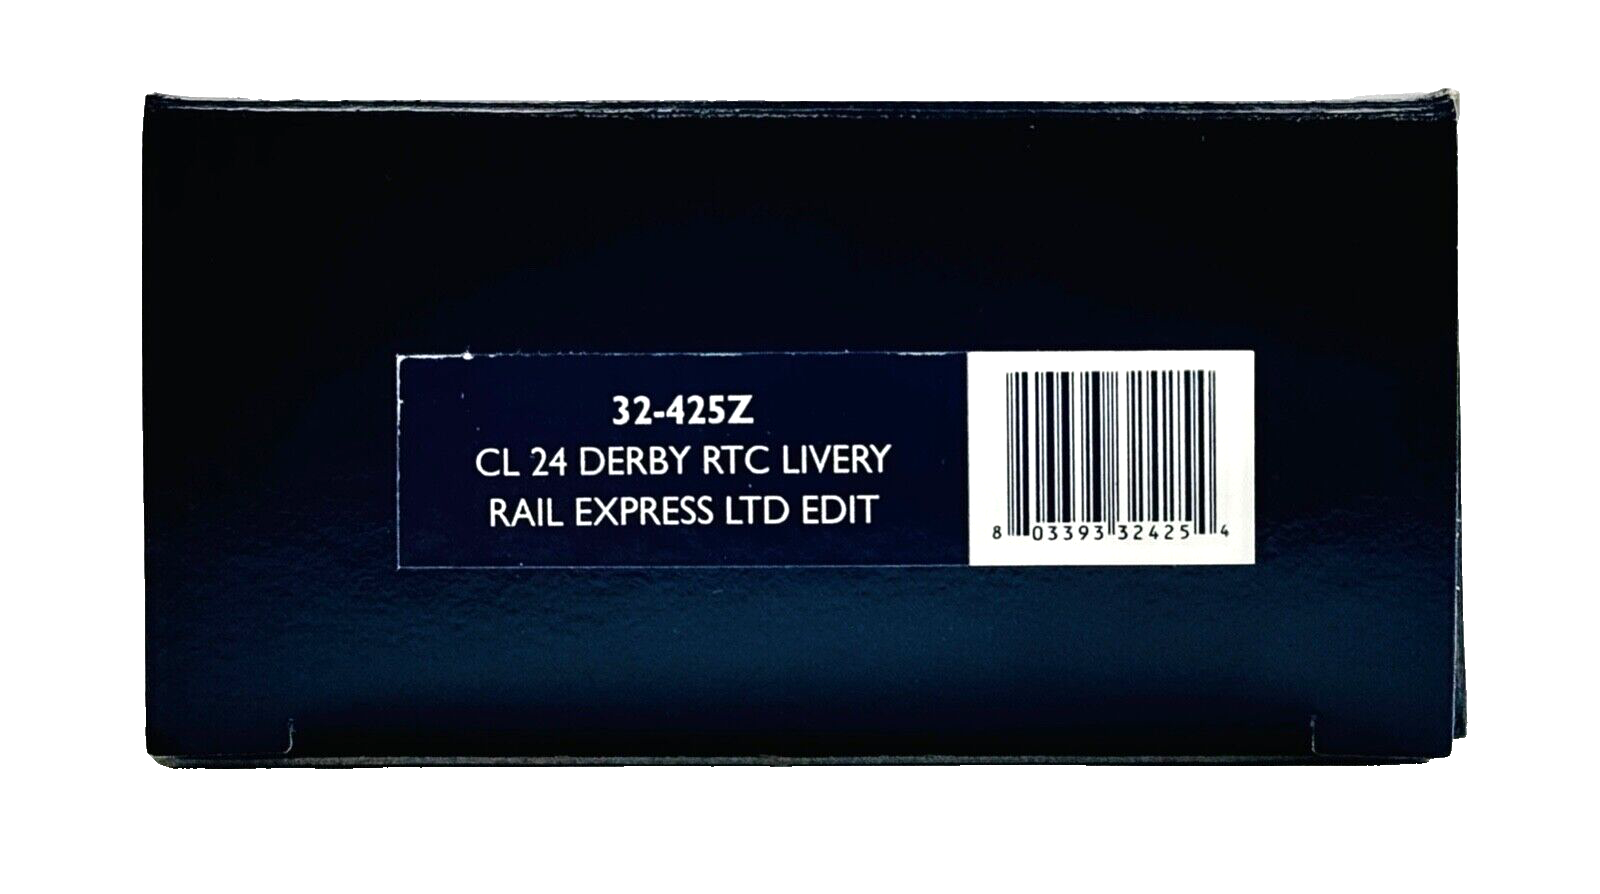 32-425Z
CL 24 DERBY RTC LIVERY
RAIL EXPRESS LTD EDIT
8 03393 32425 4